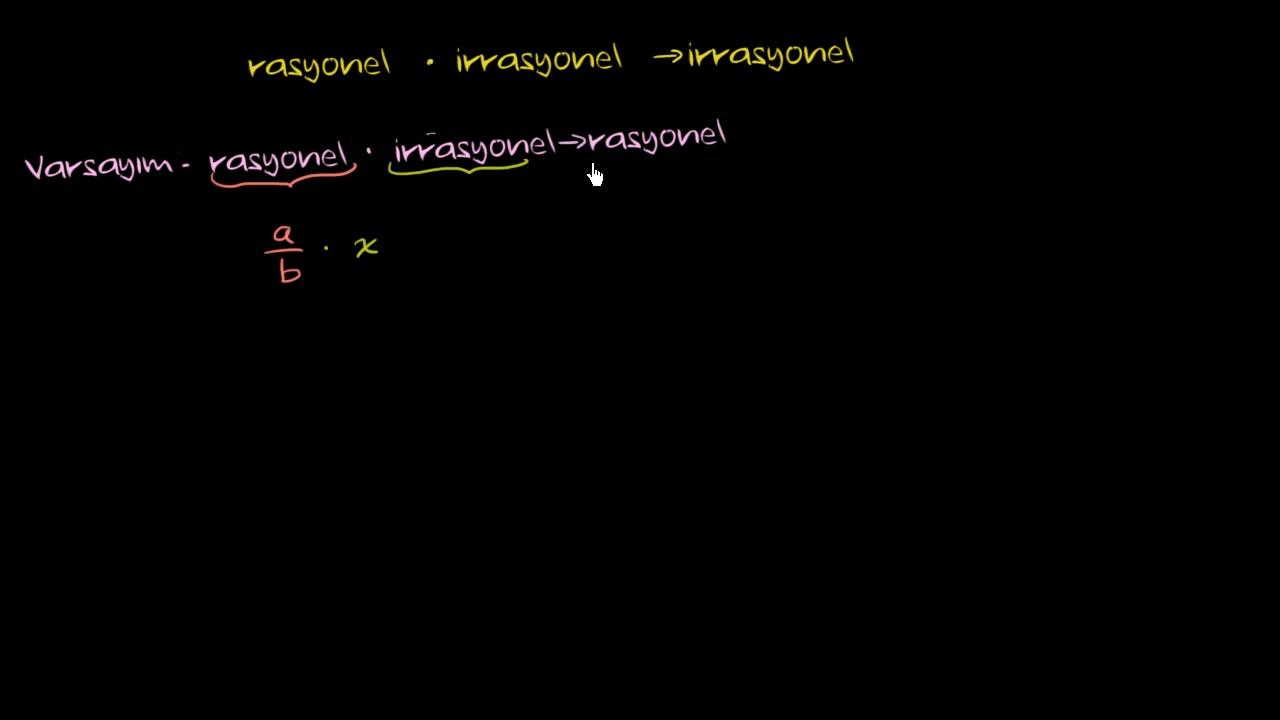 rasyonel · irrasyonel → irrasyonel
Varsayım - rasyonel · irrasyonel → rasyonel
a/b · x